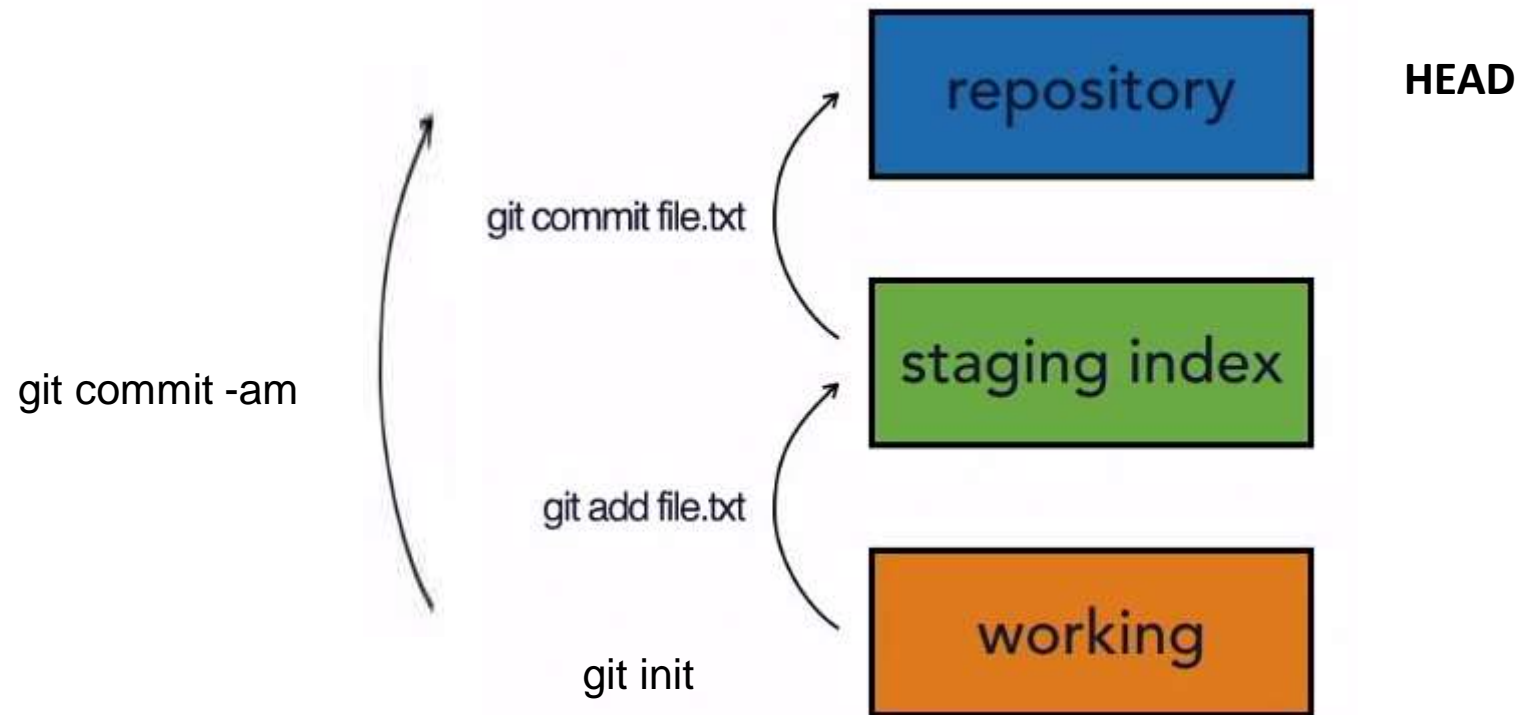 repository
HEAD
git commit file.txt
staging index
git commit -am
git add file.txt
working
git init